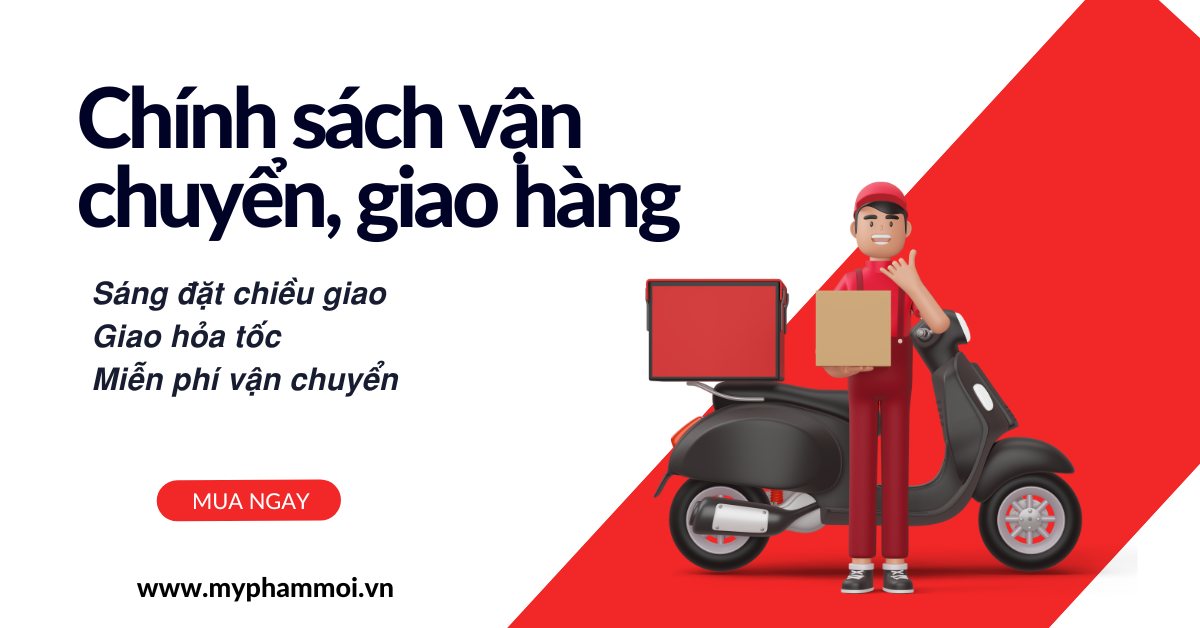 Chính sách vận
chuyển, giao hàng
Sáng đặt chiều giao
Giao hỏa tốc
Miễn phí vận chuyển
MUA NGAY
www.myphammoi.vn